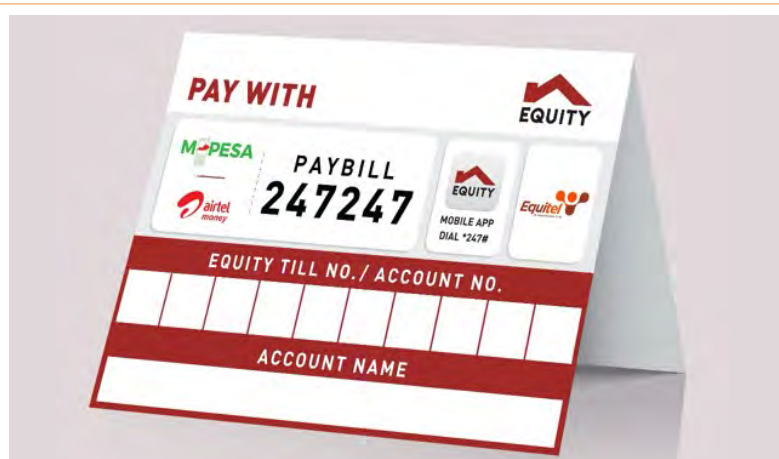 PAY WITH
EQUITY
M-PESA
airtel
money
PAYBILL
247247
EQUITY
MOBILE APP
DIAL *247#
Equitel
EQUITY TILL NO./ ACCOUNT NO.
ACCOUNT NAME